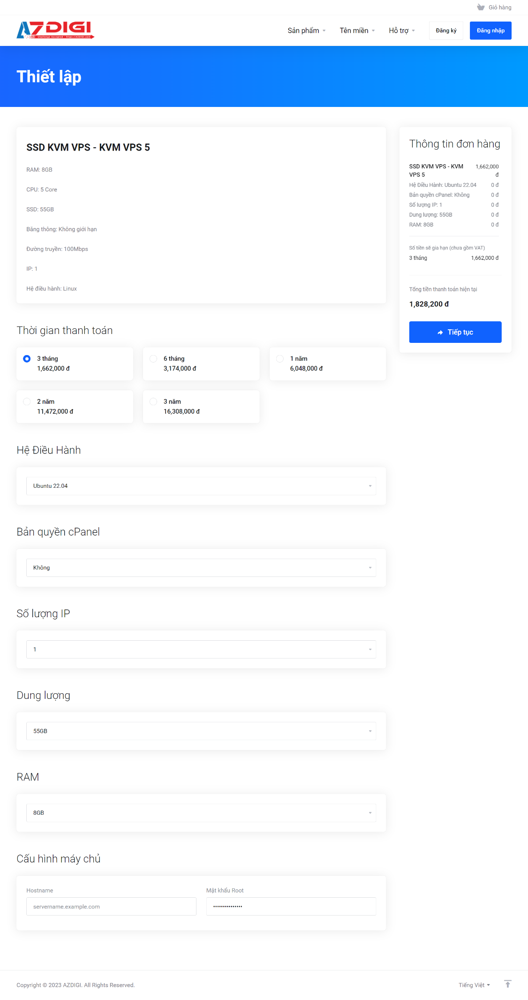 Giỏ hàng
AZDIGI
Challenge Accepted - https://AZDIGI.com
Sản phẩm
Tên miền
Hỗ trợ
Đăng ký
Đăng nhập
Thiết lập
SSD KVM VPS - KVM VPS 5
RAM: 8GB
CPU: 5 Core
SSD: 55GB
Băng thông: Không giới hạn
Đường truyền: 100Mbps
IP: 1
Hệ điều hành: Linux
Thông tin đơn hàng
SSD KVM VPS - KVM 1,662,000
VPS 5 đ
Hệ Điều Hành: Ubuntu 22.04 0 đ
Bản quyền cPanel: Không 0 đ
Số lượng IP: 1 0 đ
Dung lượng: 55GB 0 đ
RAM: 8GB 0 đ
Số tiền sẽ gia hạn (chưa gồm VAT)
3 tháng 1,662,000 đ
Tổng tiền thanh toán hiện tại
1,828,200 đ
Tiếp tục
Thời gian thanh toán
3 tháng
1,662,000 đ
6 tháng
3,174,000 đ
1 năm
6,048,000 đ
2 năm
11,472,000 đ
3 năm
16,308,000 đ
Hệ Điều Hành
Ubuntu 22.04
Bản quyền cPanel
Không
Số lượng IP
1
Dung lượng
55GB
RAM
8GB
Cấu hình máy chủ
Hostname
servername.example.com
Mật khẩu Root
•••••••••••••••
Copyright © 2023 AZDIGI. All Rights Reserved.
Tiếng Việt